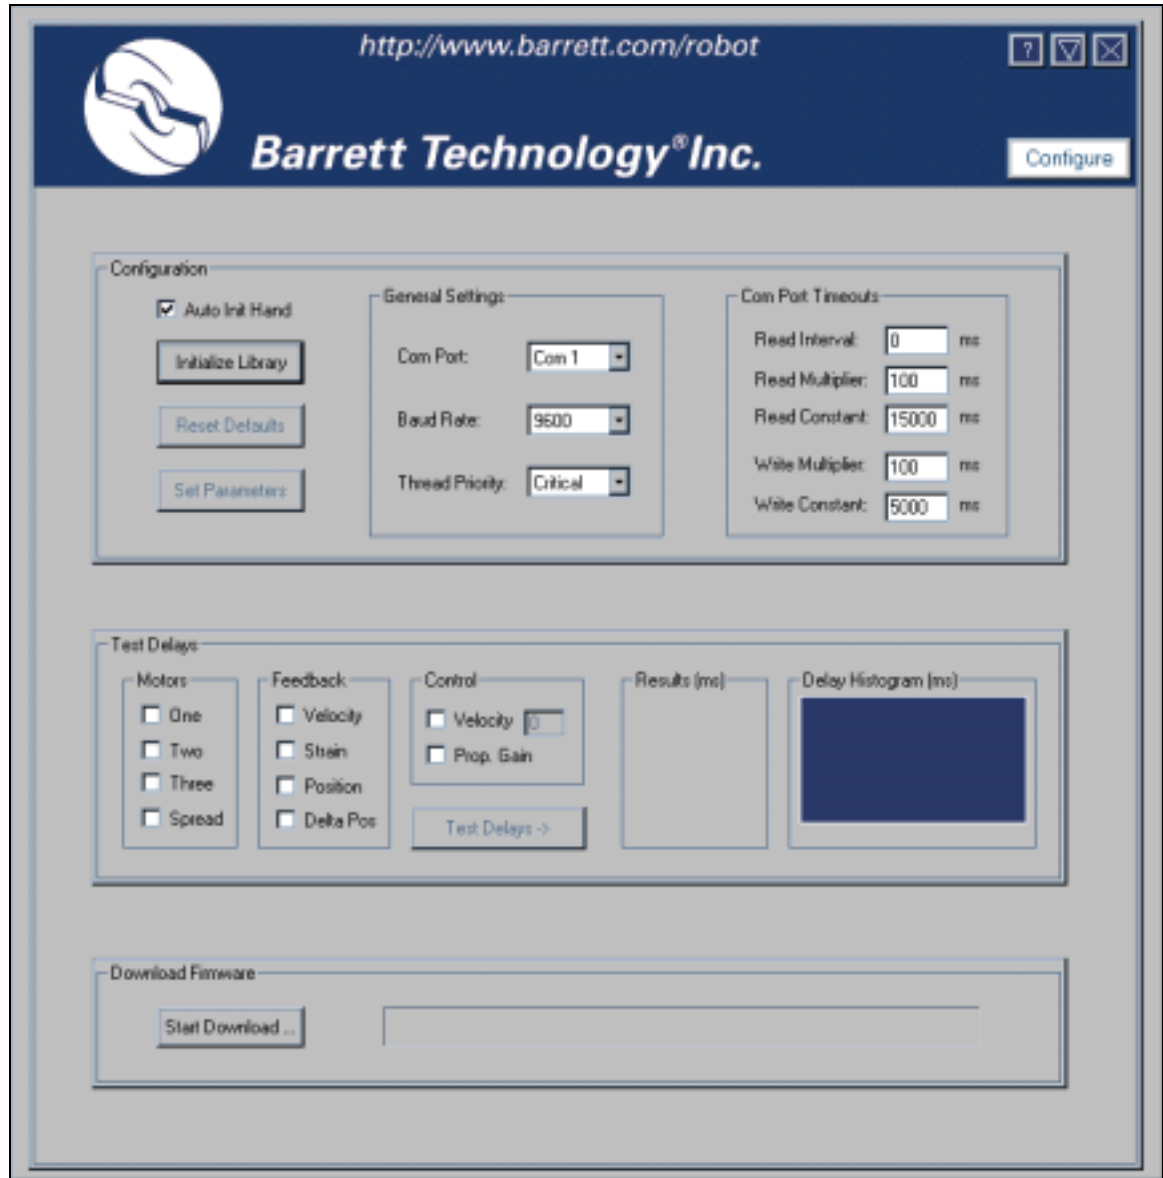 http://www.barrett.com/robot
?
Barrett Technology®Inc.
Configure
Configuration
Auto Init Hand
Initialize Library
Reset Defaults
Set Parameters
General Settings
Com Port: Com 1
Baud Rate: 9600
Thread Priority: Critical
Com Port Timeouts
Read Interval: 0 ms
Read Multiplier: 100 ms
Read Constant: 15000 ms
Write Multiplier: 100 ms
Write Constant: 5000 ms
Test Delays
Motors
One
Two
Three
Spread
Feedback
Velocity
Strain
Position
Delta Pos
Control
Velocity 0
Prop. Gain
Test Delays ->
Results (ms)
Delay Histogram (ms)
Download Firmware
Start Download ...